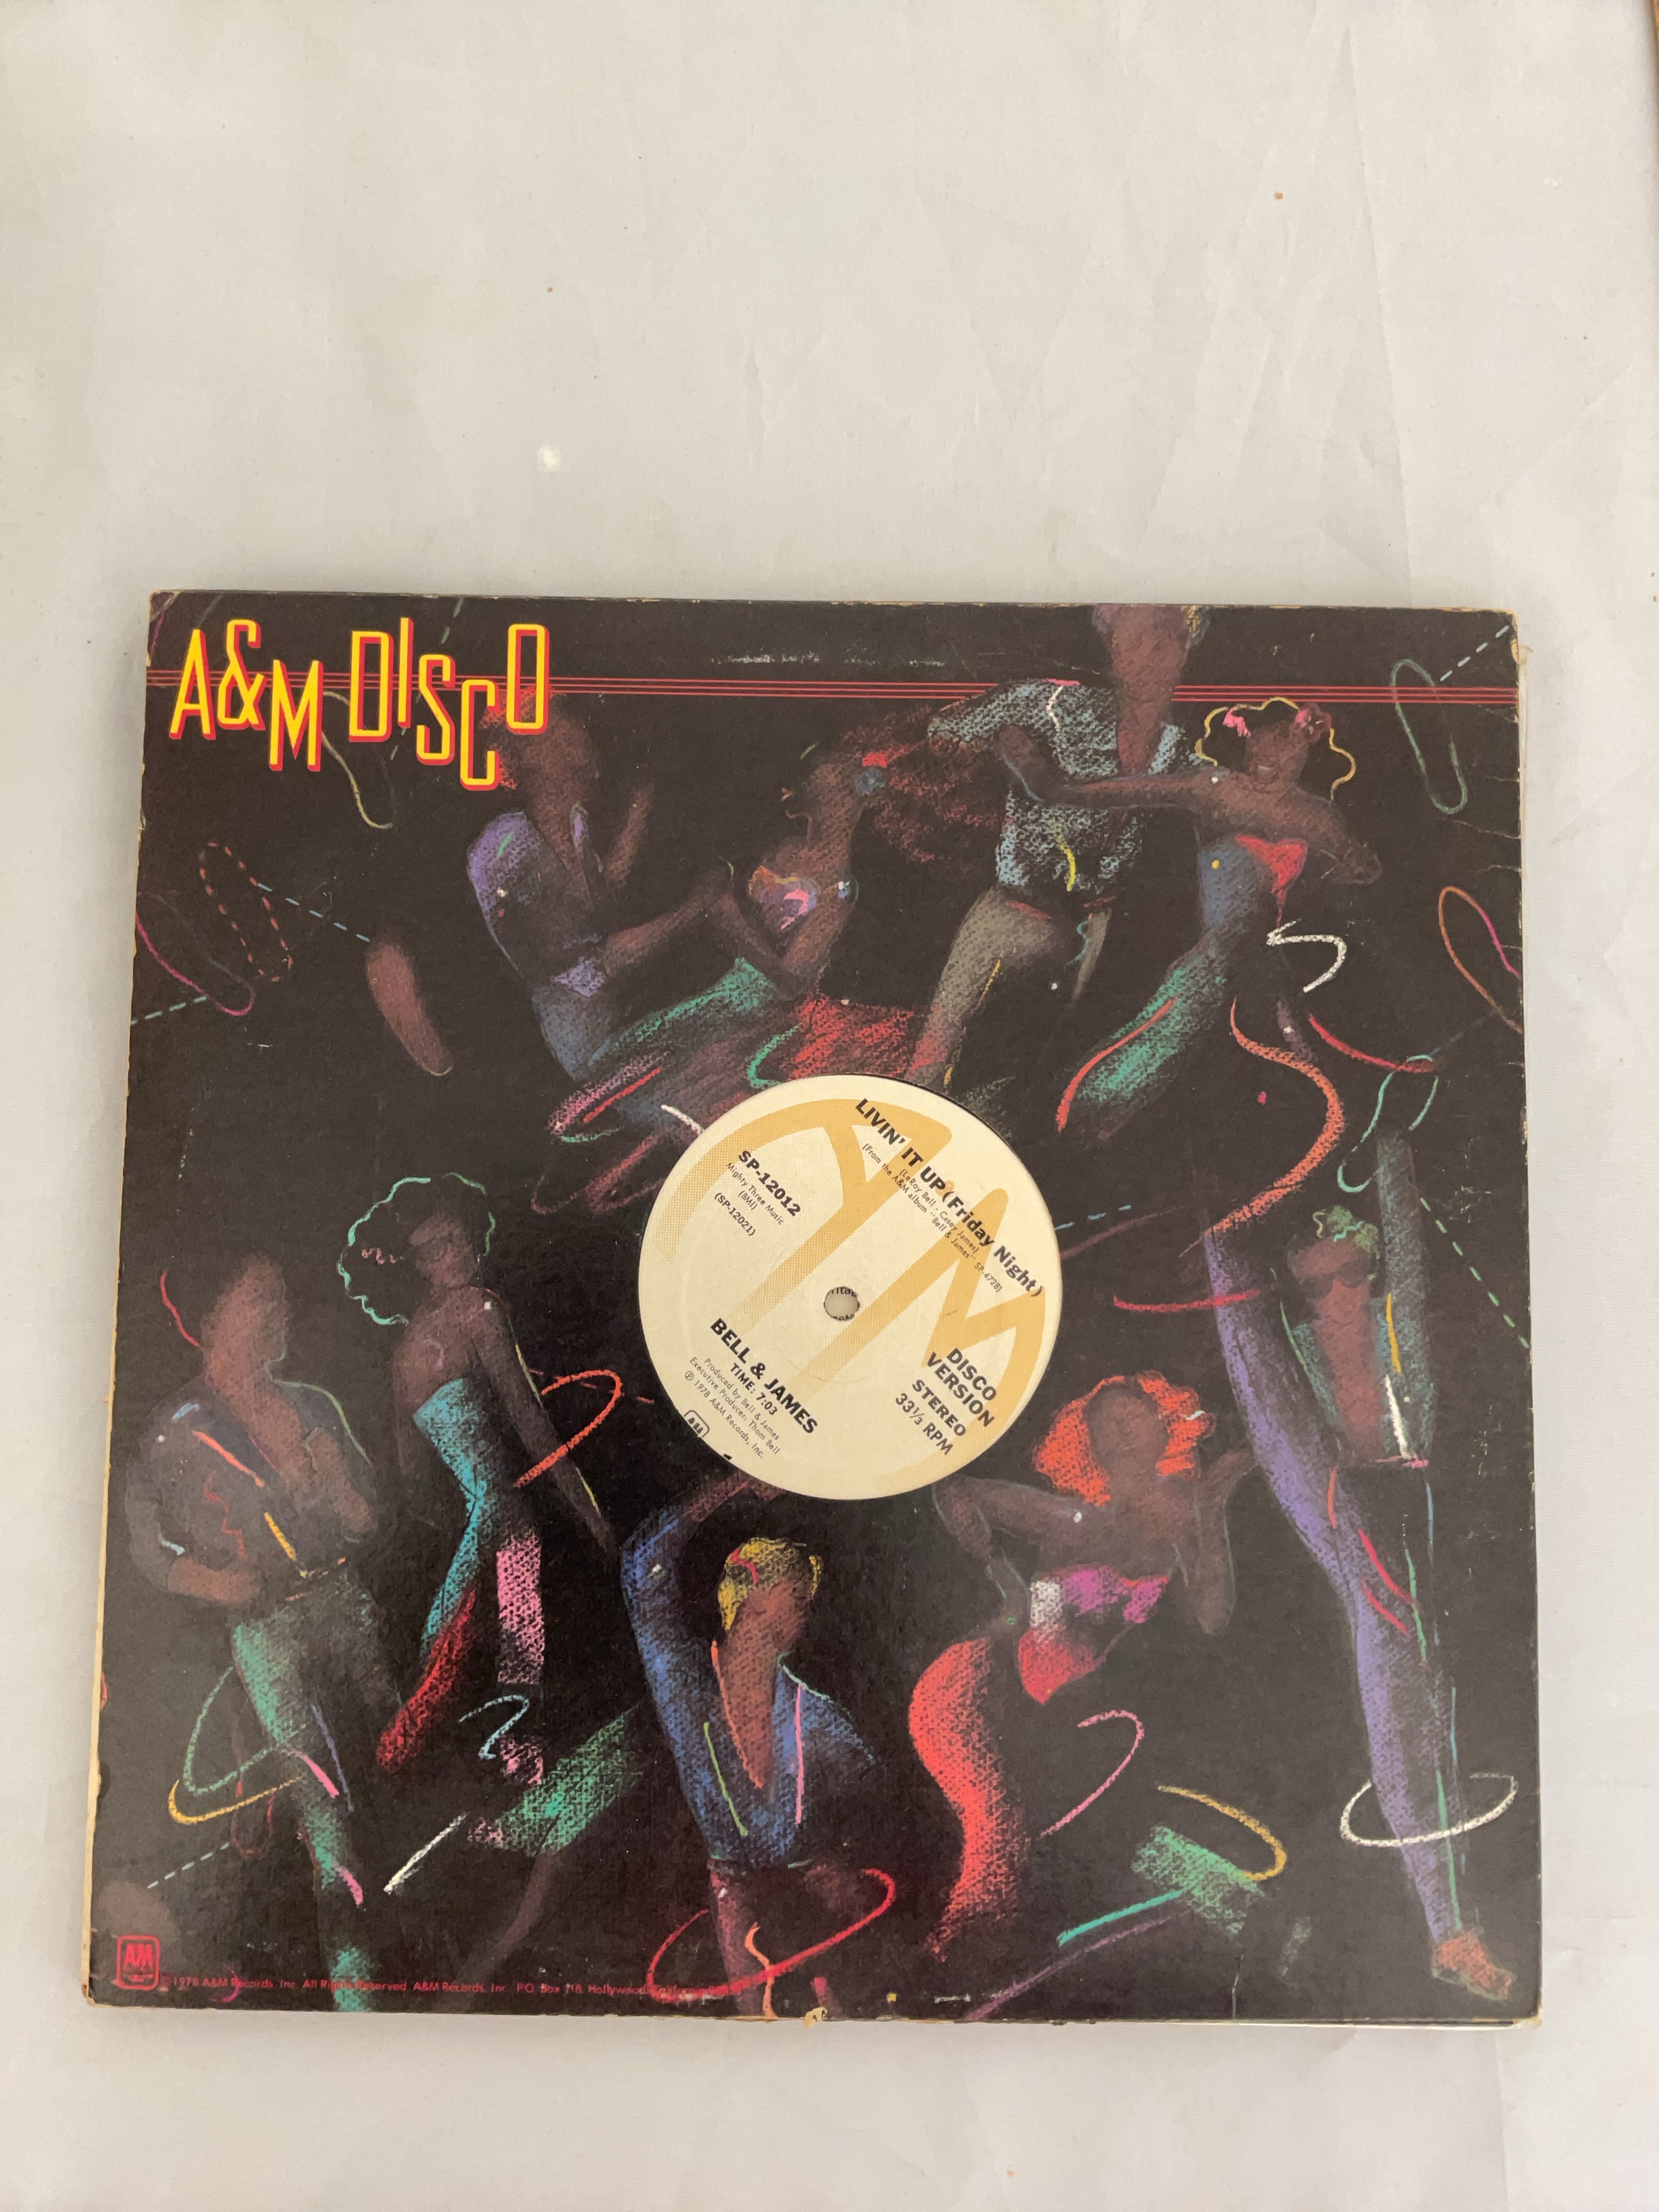 A&M DISCO
LIVIN' IT UP (Friday Night)
(LeRoy Bell - Casey James)
(From the A&M album "Bell & James" SP-4728)
SP-12012
Mighty Three Music
(BMI)
(SP-12021)
DISCO
VERSION
STEREO
33⅓ RPM
BELL & JAMES
TIME: 7:03
Produced by Bell & James
Executive Producer: Thom Bell
℗ 1978 A&M Records, Inc.
A&M
A&M
© 1978 A&M Records, Inc. All Rights Reserved. A&M Records, Inc. P.O. Box 118, Hollywood, California